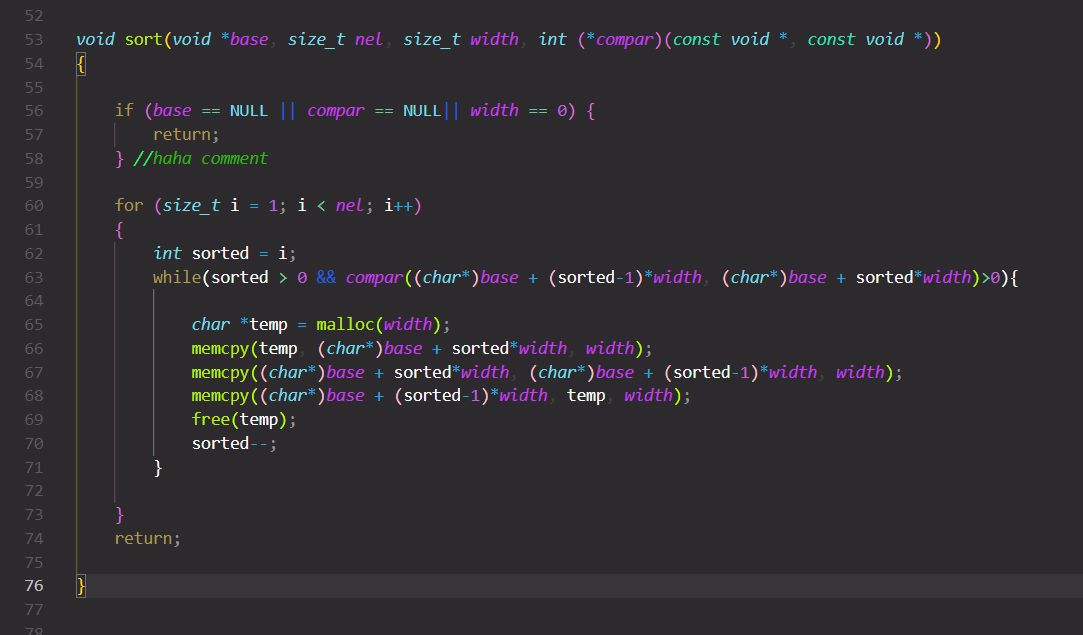 52
53 void sort(void *base, size_t nel, size_t width, int (*compar)(const void *, const void *))
54 {
55
56 if (base == NULL || compar == NULL|| width == 0) {
57 return;
58 } //haha comment
59
60 for (size_t i = 1; i < nel; i++)
61 {
62 int sorted = i;
63 while(sorted > 0 && compar((char*)base + (sorted-1)*width, (char*)base + sorted*width)>0){
64
65 char *temp = malloc(width);
66 memcpy(temp, (char*)base + sorted*width, width);
67 memcpy((char*)base + sorted*width, (char*)base + (sorted-1)*width, width);
68 memcpy((char*)base + (sorted-1)*width, temp, width);
69 free(temp);
70 sorted--;
71 }
72
73 }
74 return;
75
76 }
77
78